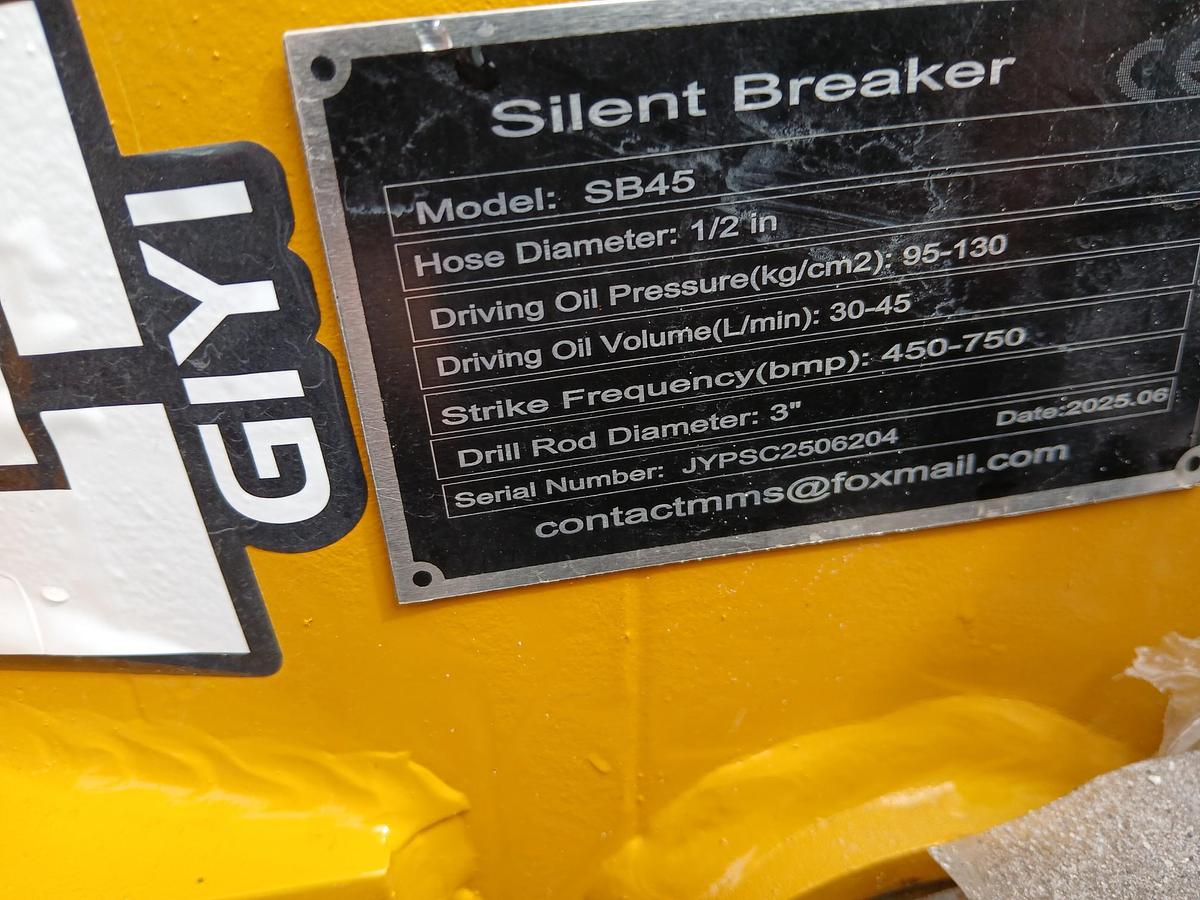 GIYI
Silent Breaker
CE
Model: SB45
Hose Diameter: 1/2 in
Driving Oil Pressure(kg/cm2): 95-130
Driving Oil Volume(L/min): 30-45
Strike Frequency(bmp): 450-750
Drill Rod Diameter: 3"
Serial Number: JYPSC2506204 Date:2025.06
contactmms@foxmail.com